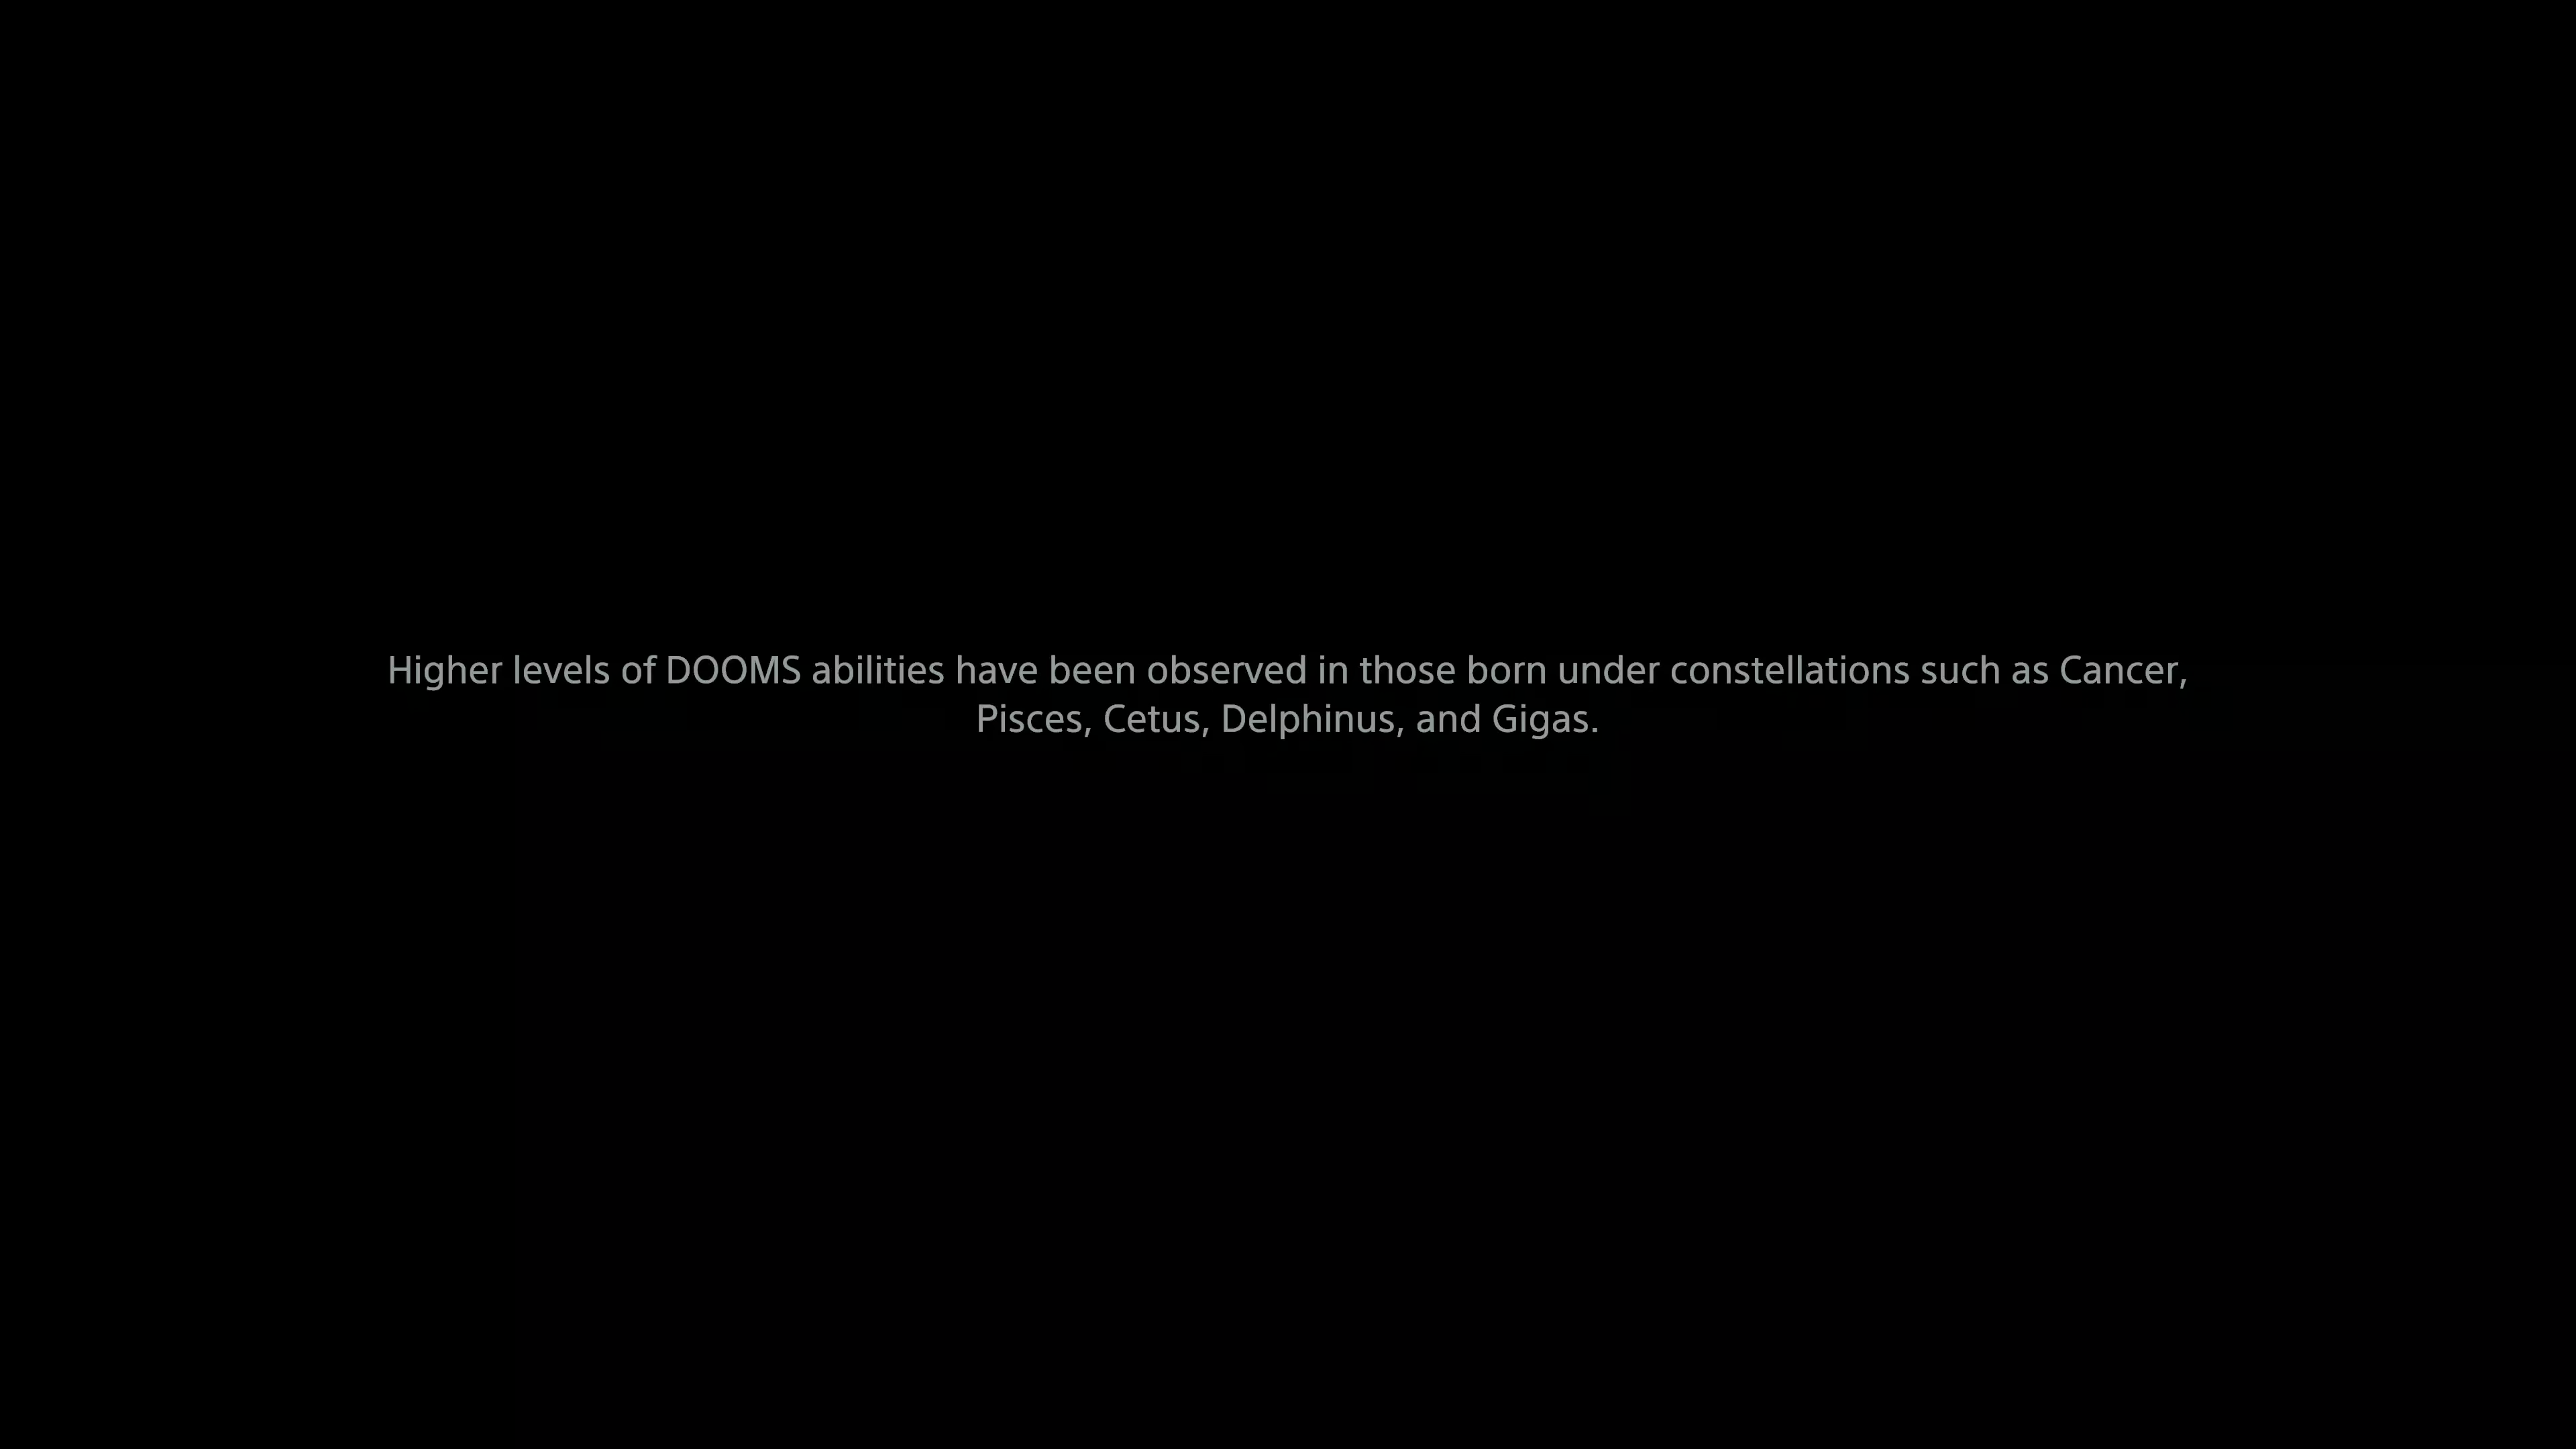 Higher levels of DOOMS abilities have been observed in those born under constellations such as Cancer,
Pisces, Cetus, Delphinus, and Gigas.